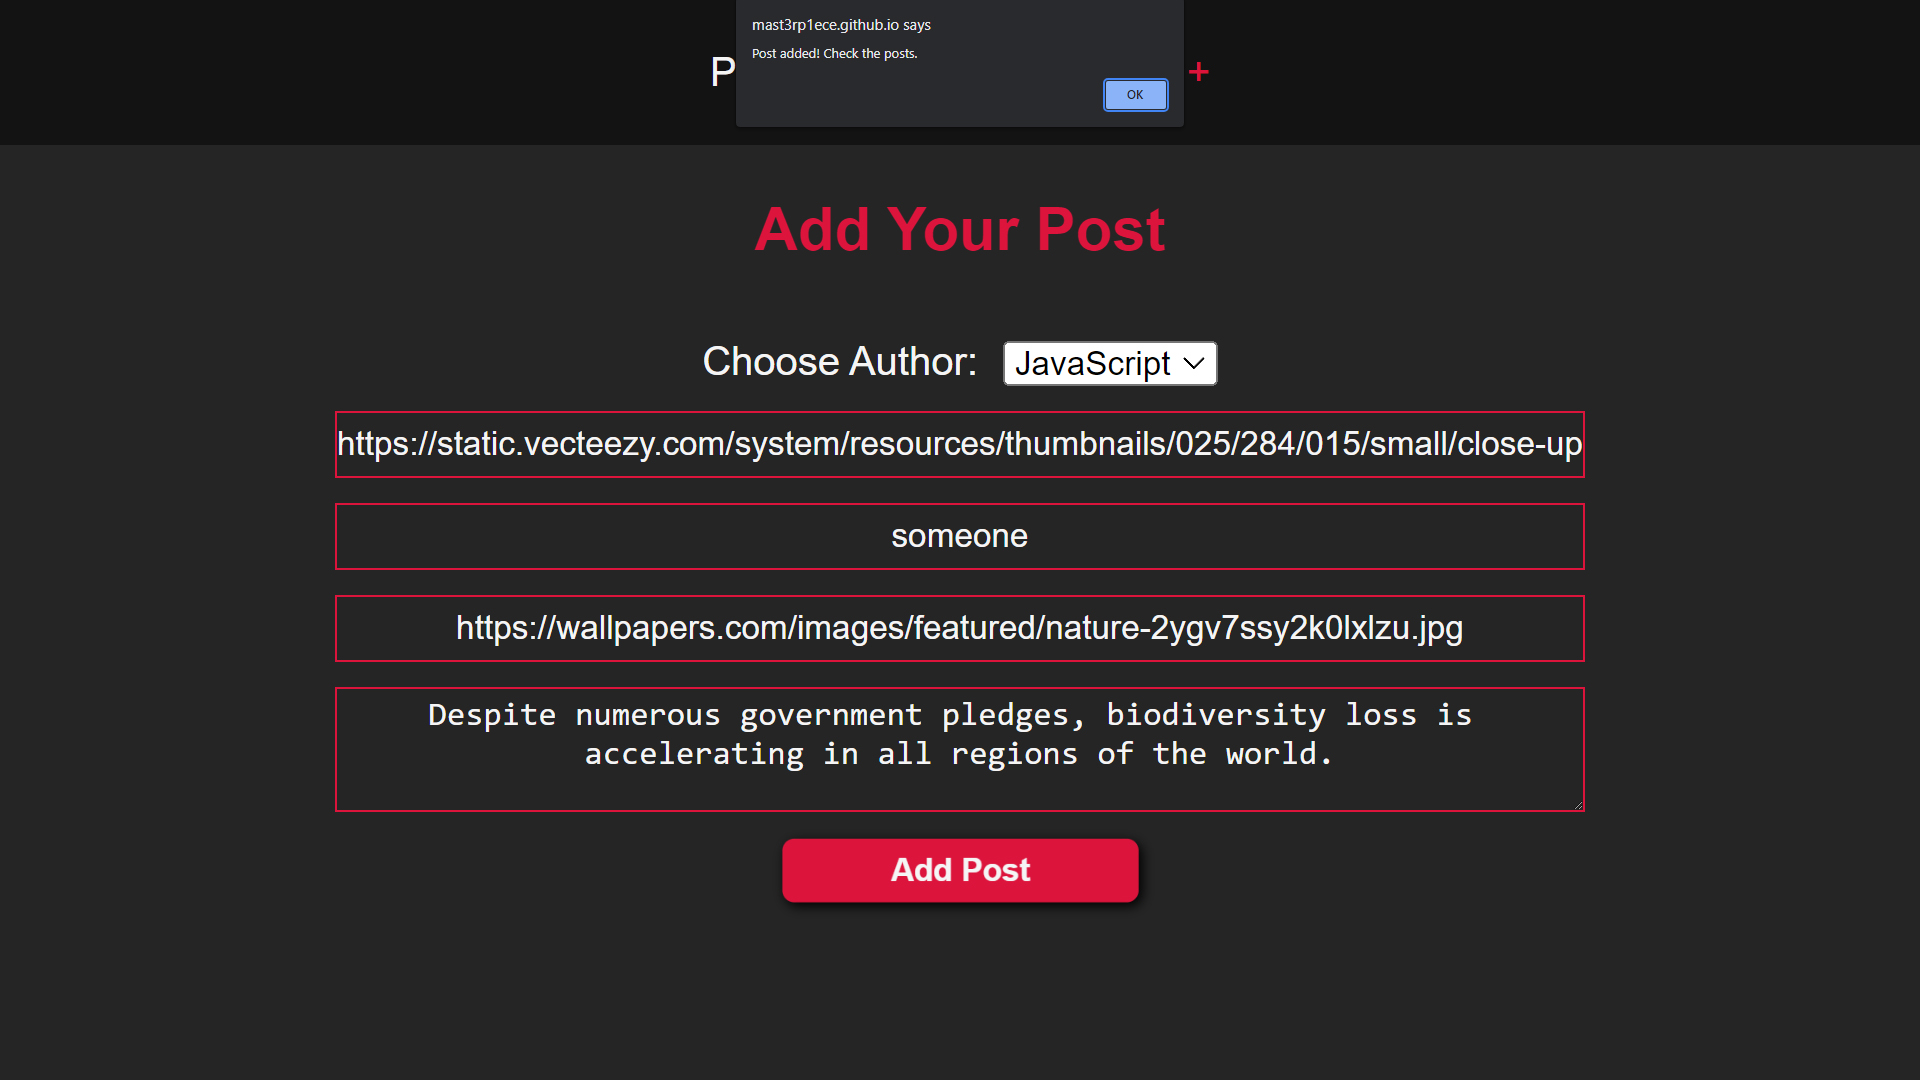 mast3rp1ece.github.io says
Post added! Check the posts.
OK
P
+
Add Your Post
Choose Author: JavaScript
https://static.vecteezy.com/system/resources/thumbnails/025/284/015/small/close-up
someone
https://wallpapers.com/images/featured/nature-2ygv7ssy2k0lxlzu.jpg
Despite numerous government pledges, biodiversity loss is
accelerating in all regions of the world.
Add Post